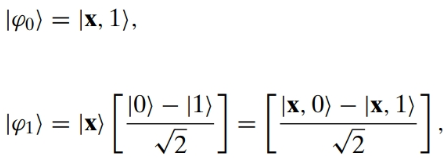 |φ₀⟩ = |𝐱, 1⟩,
|φ₁⟩ = |𝐱⟩ [ (|0⟩ − |1⟩) / √2 ] = [ (|𝐱, 0⟩ − |𝐱, 1⟩) / √2 ],